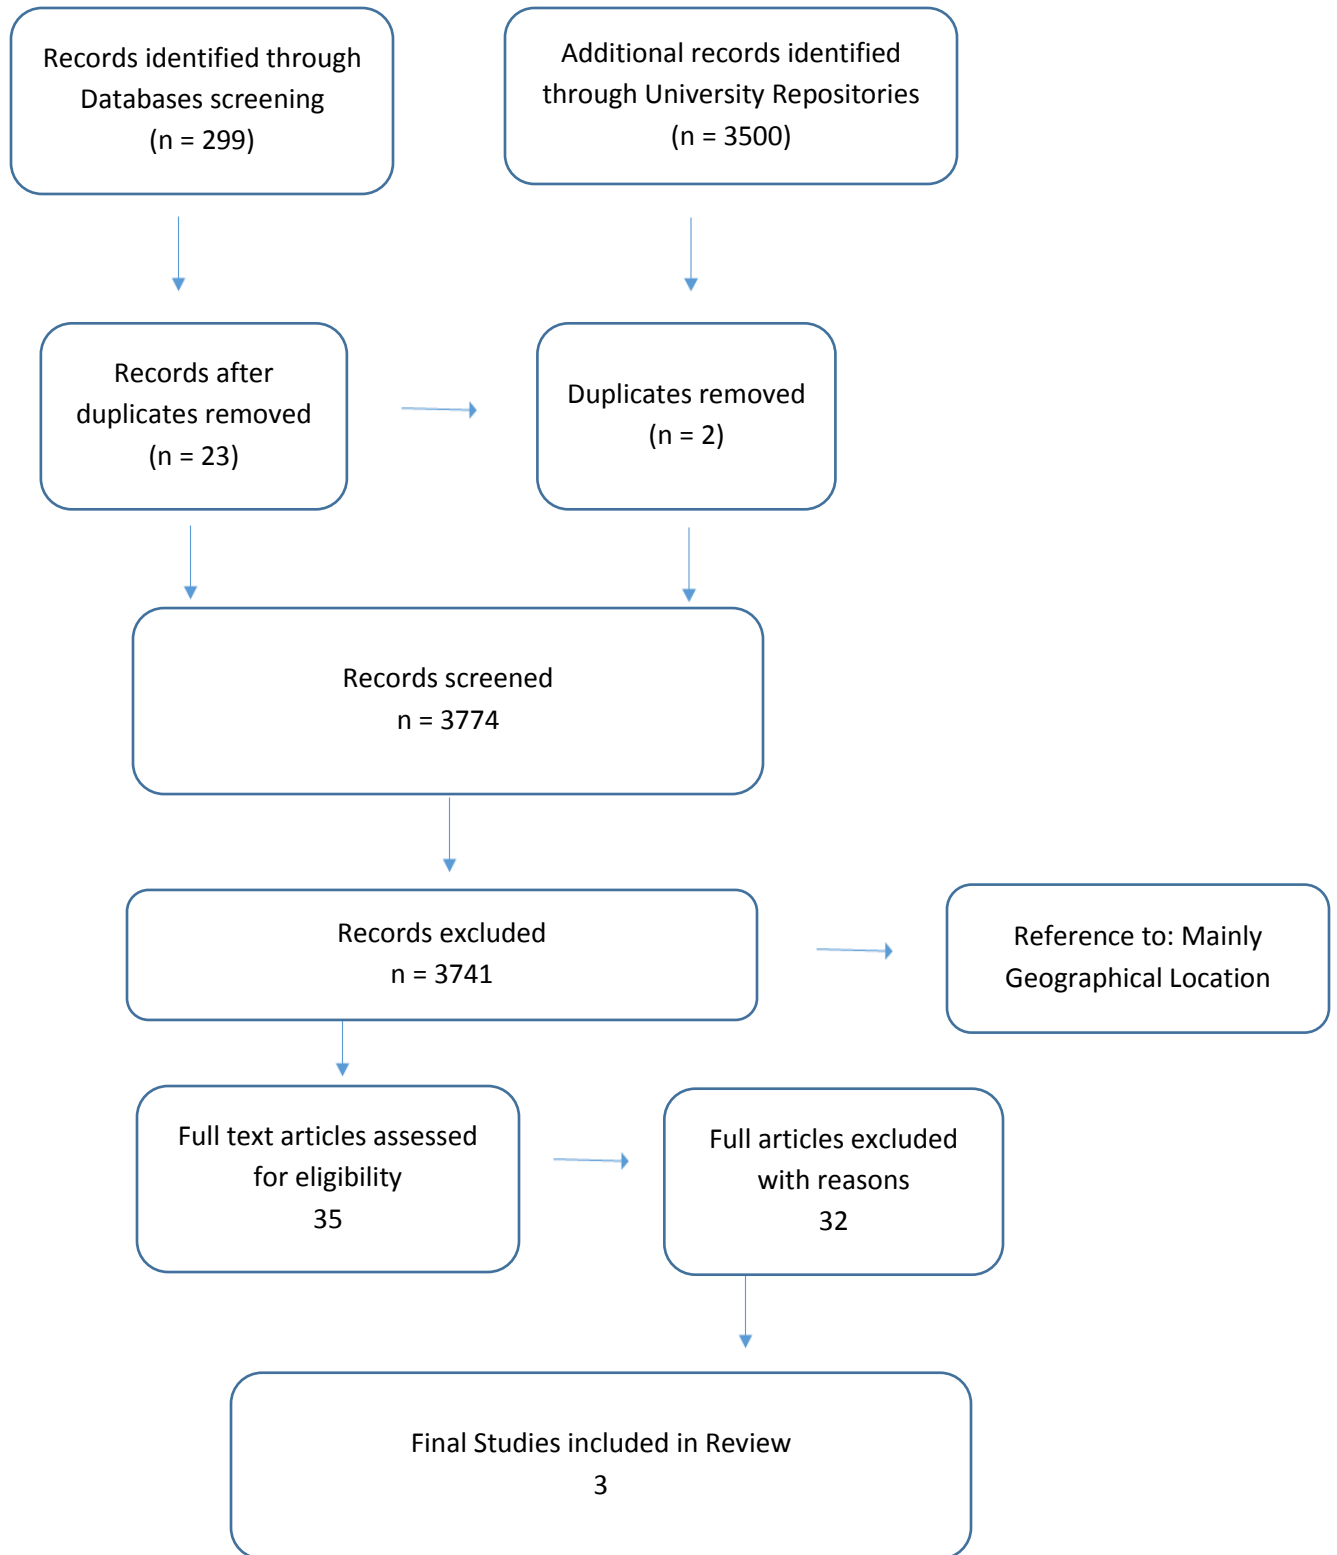 Records identified through
Databases screening
(n = 299)
Additional records identified
through University Repositories
(n = 3500)
Records after
duplicates removed
(n = 23)
Duplicates removed
(n = 2)
Records screened
n = 3774
Records excluded
n = 3741
Reference to: Mainly
Geographical Location
Full text articles assessed
for eligibility
35
Full articles excluded
with reasons
32
Final Studies included in Review
3